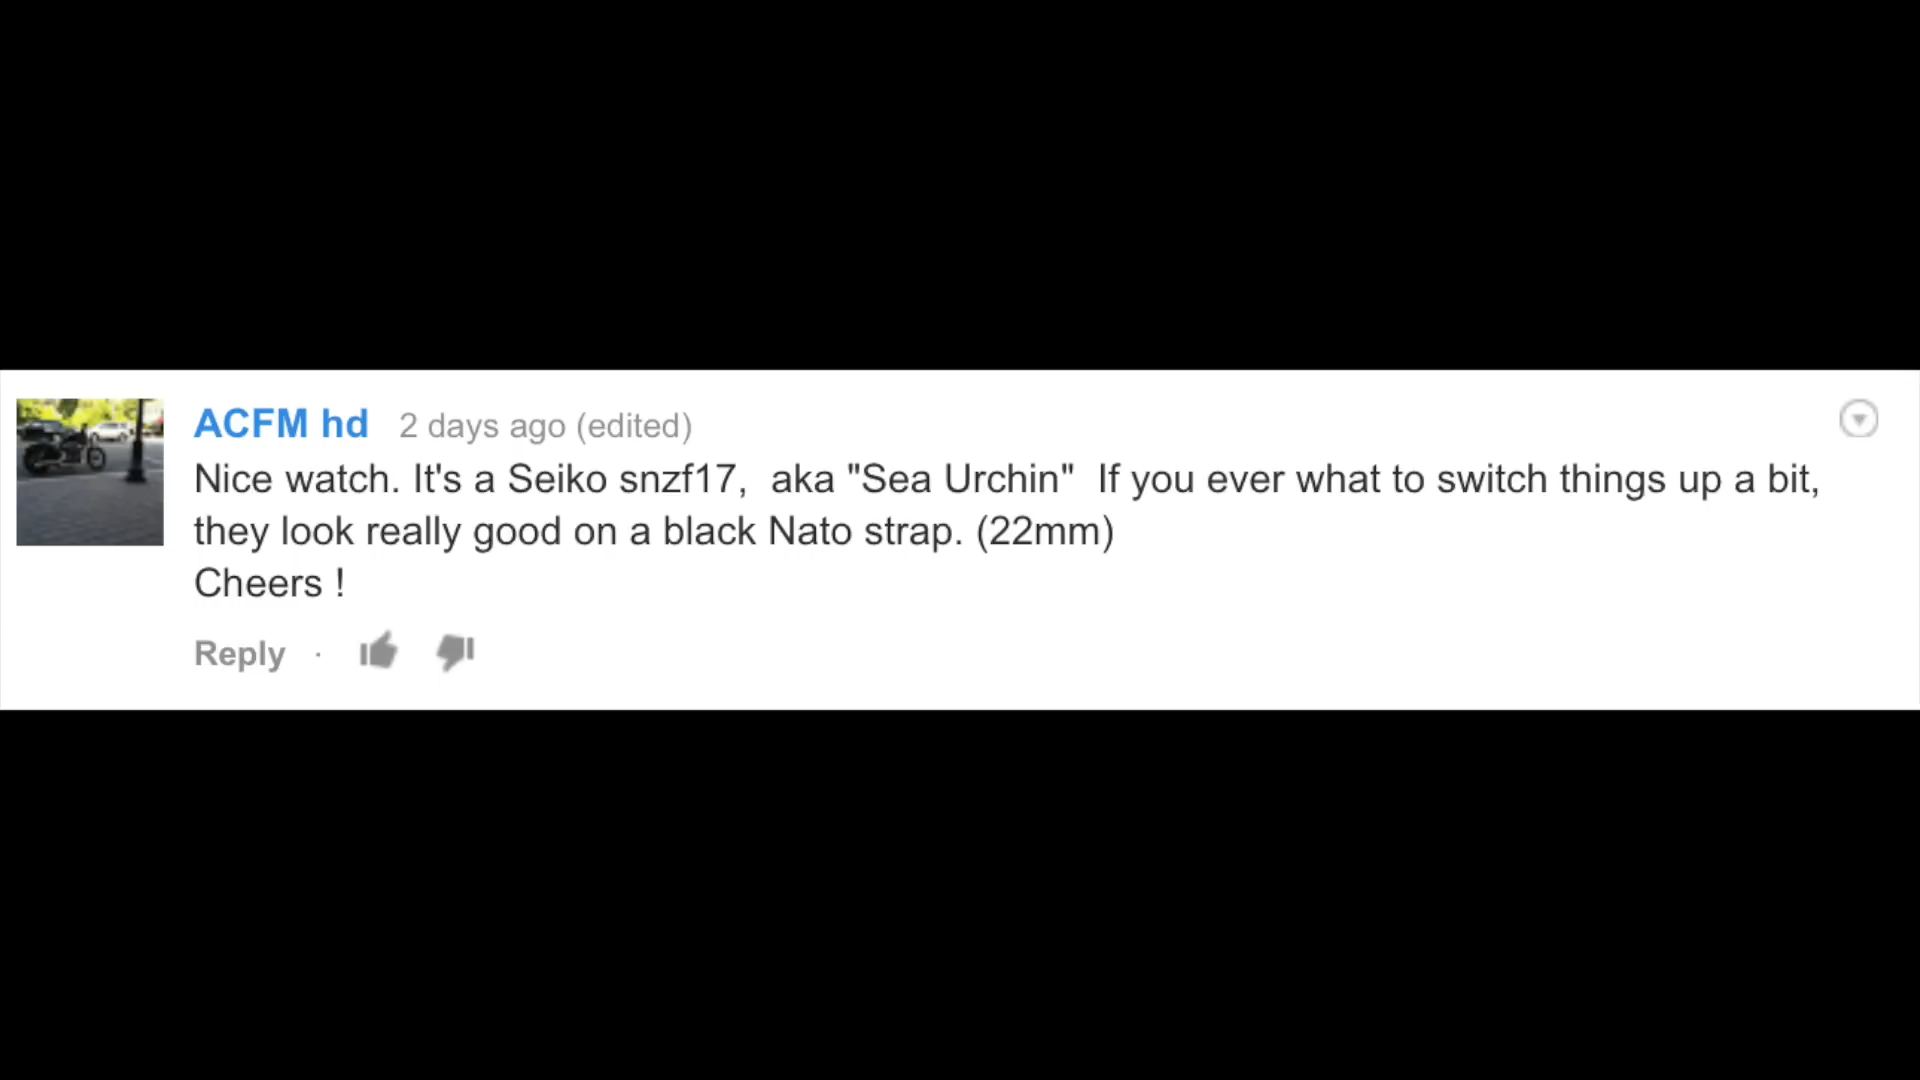 ACFM hd 2 days ago (edited)
Nice watch. It's a Seiko snzf17,  aka "Sea Urchin"  If you ever what to switch things up a bit,
they look really good on a black Nato strap. (22mm)
Cheers !
Reply ·